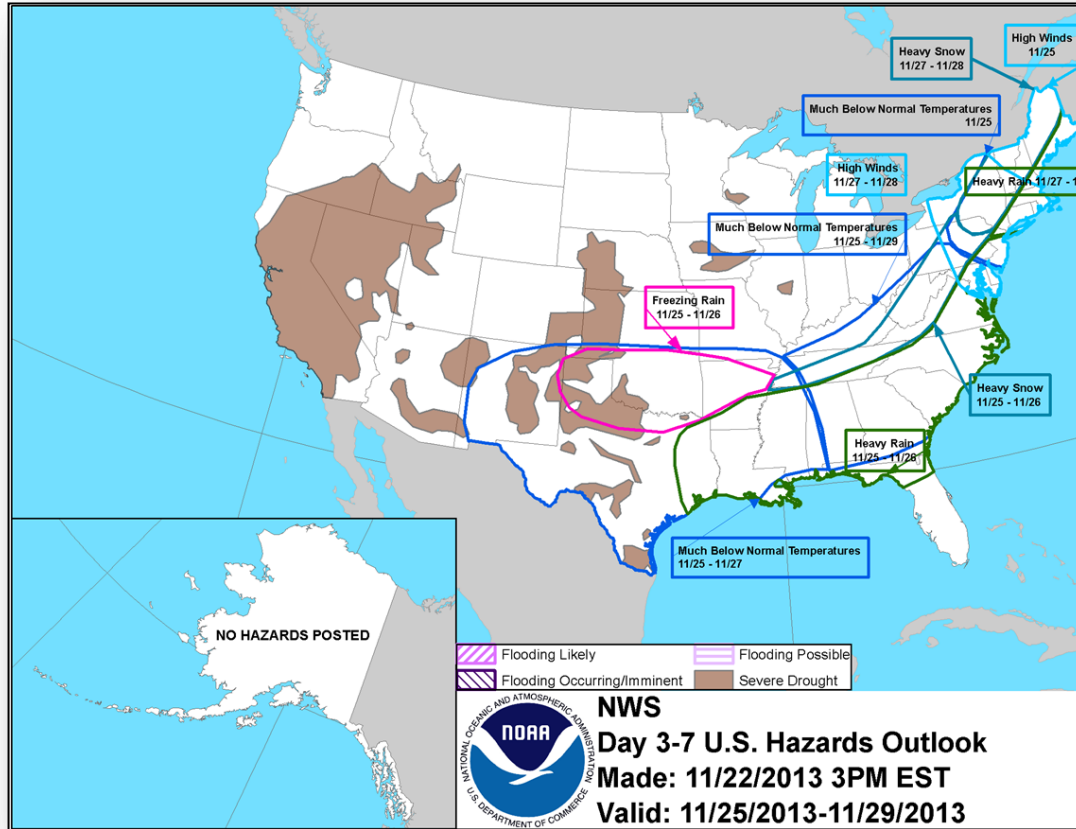 High Winds
11/25
Heavy Snow
11/27 - 11/28
Much Below Normal Temperatures
11/25
High Winds
11/27 - 11/28
Heavy Rain 11/27 - 1
Much Below Normal Temperatures
11/25 - 11/29
Freezing Rain
11/25 - 11/26
Heavy Snow
11/25 - 11/26
Heavy Rain
11/25 - 11/26
Much Below Normal Temperatures
11/25 - 11/27
NO HAZARDS POSTED
Flooding Likely
Flooding Possible
Flooding Occurring/Imminent
Severe Drought
NATIONAL OCEANIC AND ATMOSPHERIC ADMINISTRATION
NOAA
U.S. DEPARTMENT OF COMMERCE
NWS
Day 3-7 U.S. Hazards Outlook
Made: 11/22/2013 3PM EST
Valid: 11/25/2013-11/29/2013